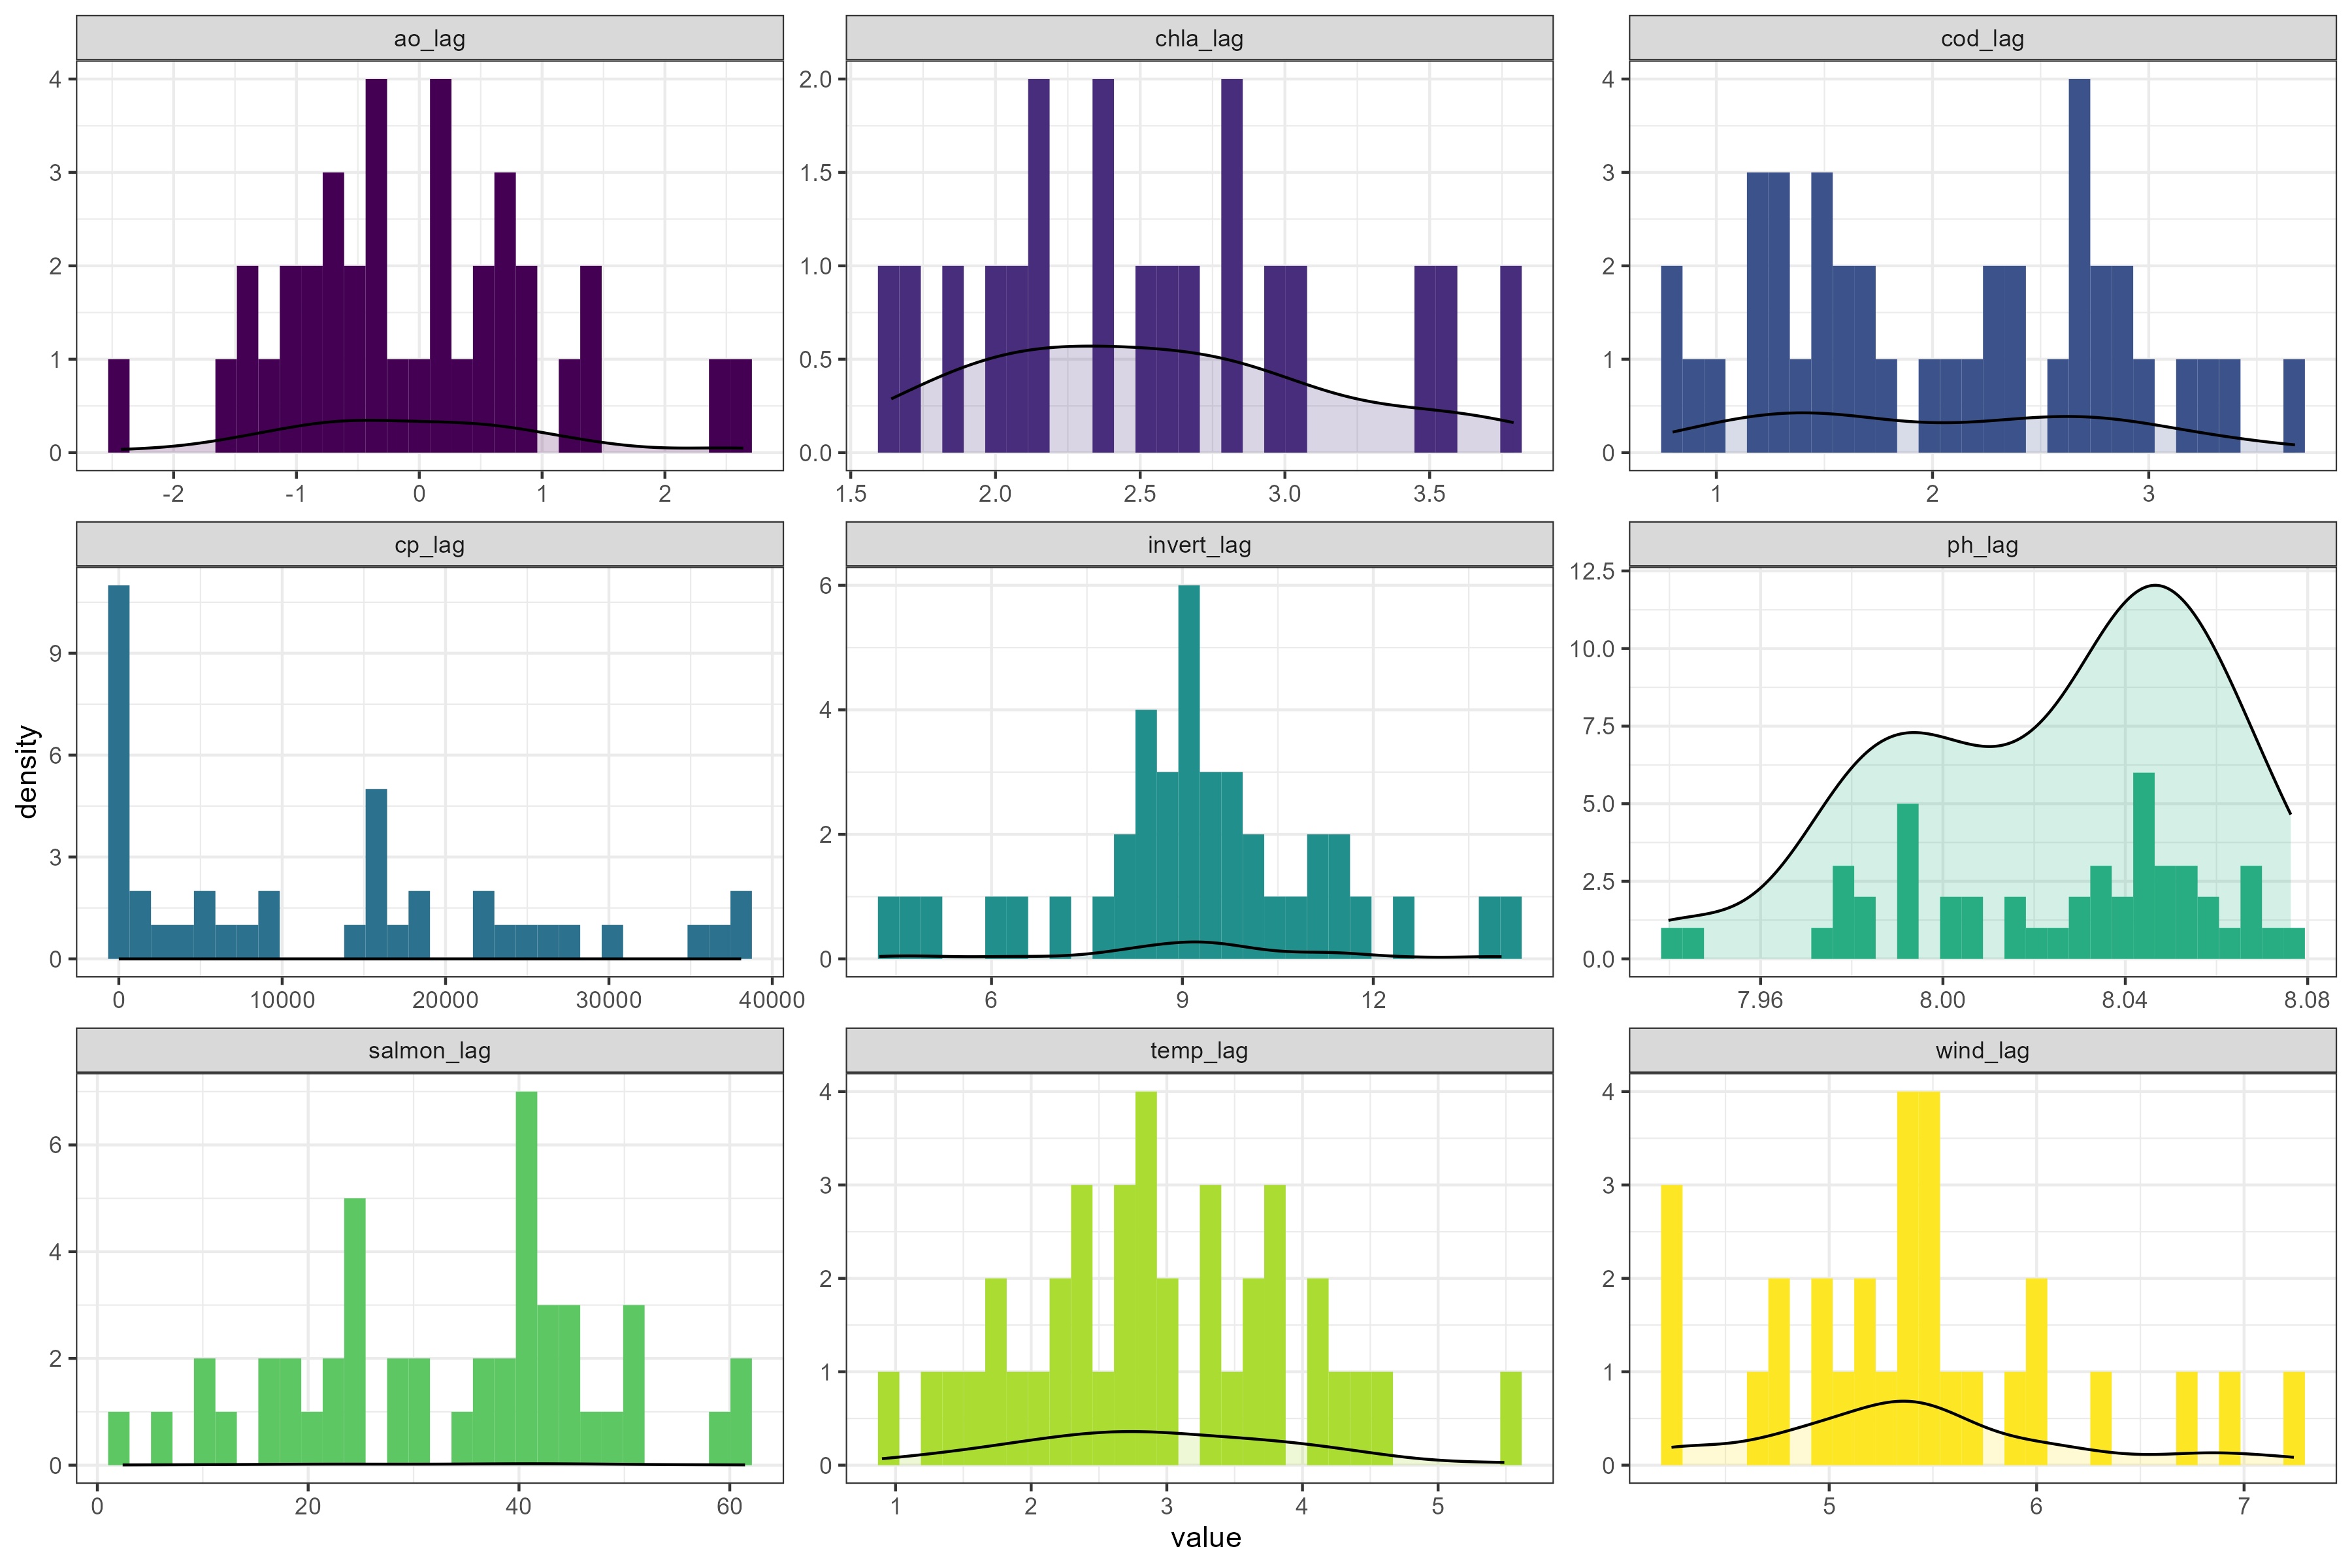 ao_lag chla_lag cod_lag
4 3 2 1 0
-2 -1 0 1 2
2.0 1.5 1.0 0.5 0.0
1.5 2.0 2.5 3.0 3.5
4 3 2 1 0
1 2 3
cp_lag invert_lag ph_lag
9 6 3 0
0 10000 20000 30000 40000
6 4 2 0
6 9 12
12.5 10.0 7.5 5.0 2.5 0.0
7.96 8.00 8.04 8.08
density
salmon_lag temp_lag wind_lag
6 4 2 0
0 20 40 60
4 3 2 1 0
1 2 3 4 5
4 3 2 1 0
5 6 7
value